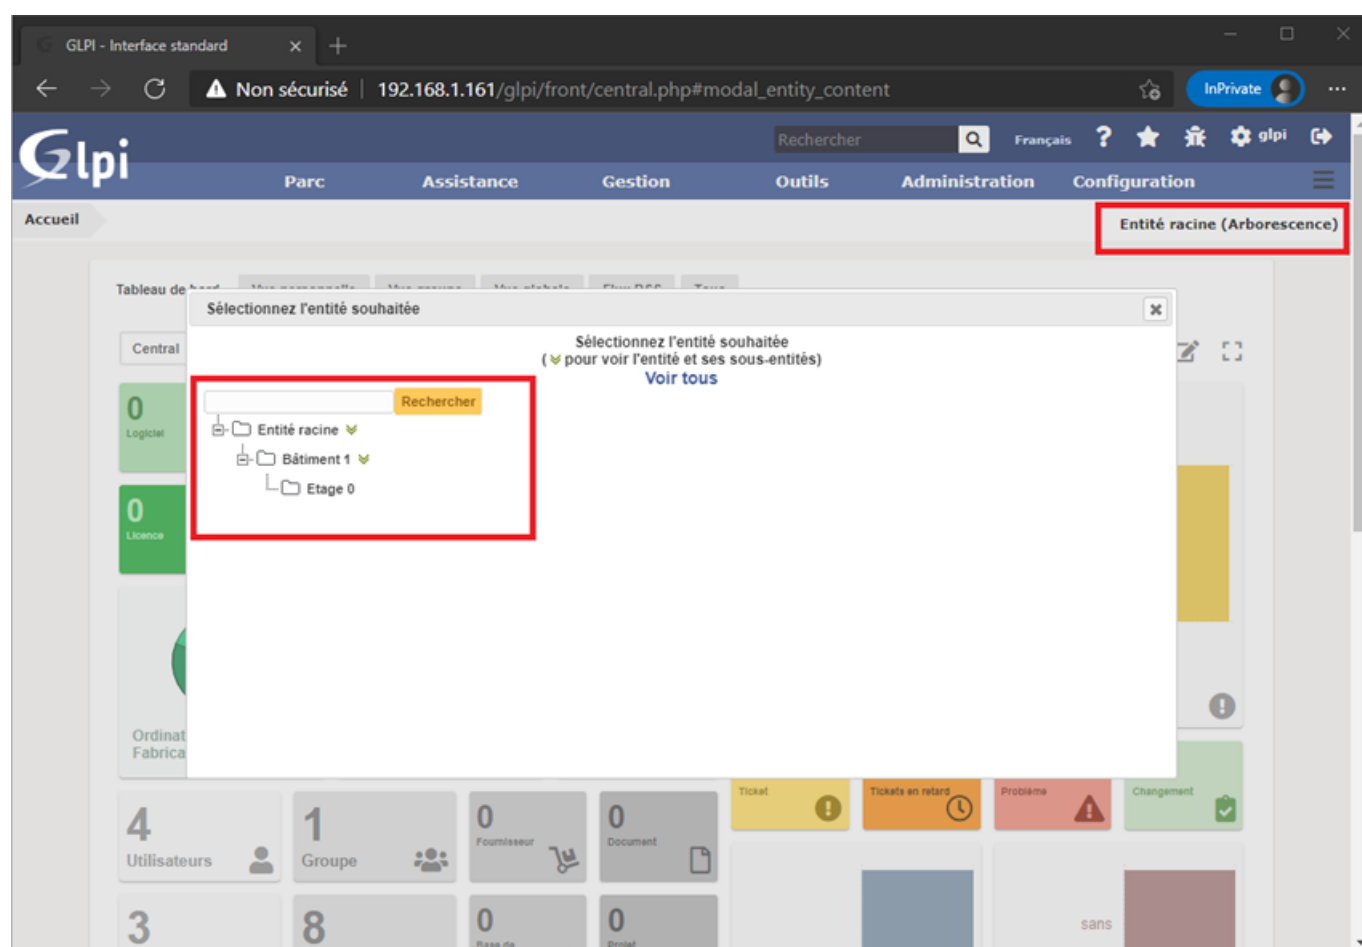 GLPI - Interface standard
Non sécurisé | 192.168.1.161/glpi/front/central.php#modal_entity_content
InPrivate
Glpi
Rechercher
Français
glpi
Parc Assistance Gestion Outils Administration Configuration
Accueil
Entité racine (Arborescence)
Tableau de
Sélectionnez l'entité souhaitée
Central
Sélectionnez l'entité souhaitée
( pour voir l'entité et ses sous-entités)
Voir tous
Rechercher
Entité racine
Bâtiment 1
Etage 0
0
Logiciel
0
Licence
Ordinat
Fabrica
Ticket
Tickets en retard
Problème
Changement
4
Utilisateurs
1
Groupe
0
Fournisseur
0
Document
3
8
0
0
sans